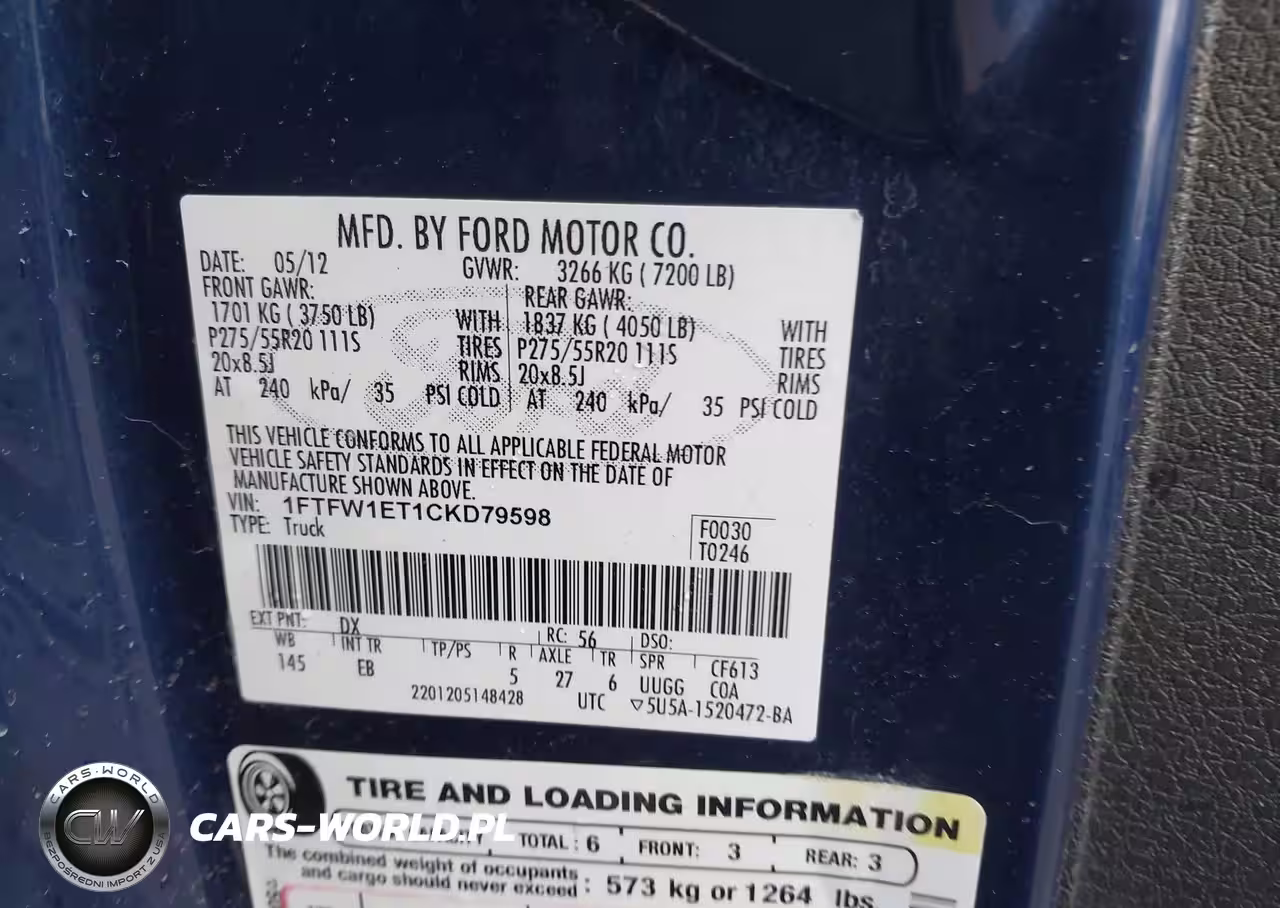 MFD. BY FORD MOTOR CO.
DATE: 05/12 GVWR: 3266 KG ( 7200 LB)
FRONT GAWR: REAR GAWR:
1701 KG ( 3750 LB) WITH 1837 KG ( 4050 LB) WITH
P275/55R20 111S TIRES P275/55R20 111S TIRES
20x8.5J RIMS 20x8.5J RIMS
AT 240 kPa/ 35 PSI COLD AT 240 kPa/ 35 PSI COLD
THIS VEHICLE CONFORMS TO ALL APPLICABLE FEDERAL MOTOR
VEHICLE SAFETY STANDARDS IN EFFECT ON THE DATE OF
MANUFACTURE SHOWN ABOVE.
VIN: 1FTFW1ET1CKD79598
TYPE: Truck
F0030
T0246
EXT PNT: DX RC: 56 DSO:
WB INT TR TP/PS R AXLE TR SPR CF613
145 EB 5 27 6 UUGG COA
2201205148428 UTC ▽5U5A-1520472-BA
TIRE AND LOADING INFORMATION
TOTAL : 6 FRONT: 3 REAR: 3
The combined weight of occupants
and cargo should never exceed : 573 kg or 1264 lbs.
CARS-WORLD
CW
BEZPOŚREDNI IMPORT Z USA
CARS-WORLD.PL